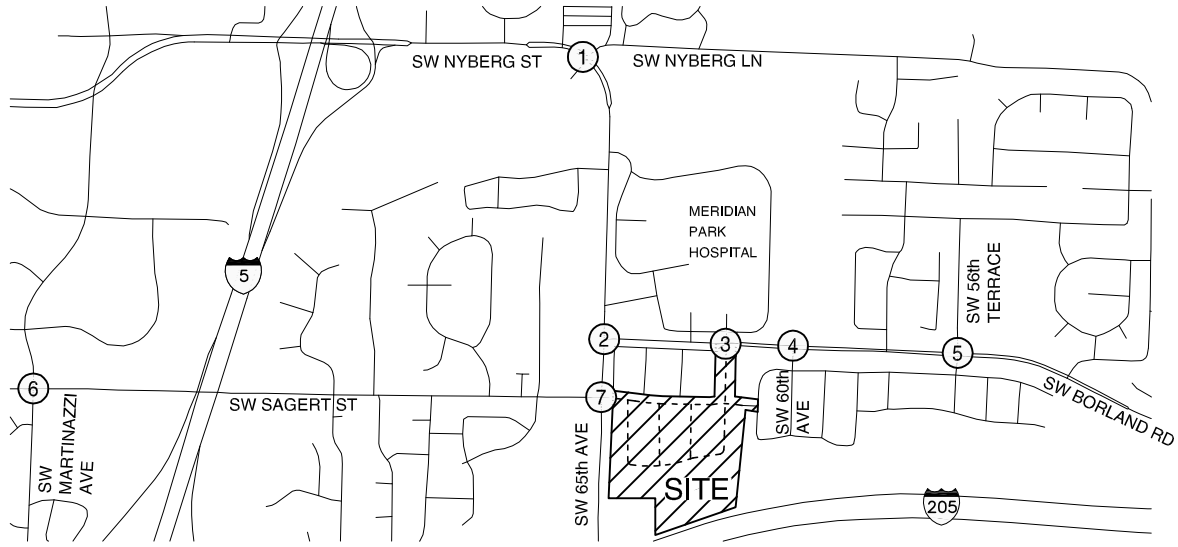 1
SW NYBERG ST
SW NYBERG LN
MERIDIAN
PARK
HOSPITAL
5
SW 56th
TERRACE
2
3
4
5
6
7
SW SAGERT ST
SW 60th
AVE
SW BORLAND RD
SW
MARTINAZZI
AVE
SW 65th AVE
SITE
205